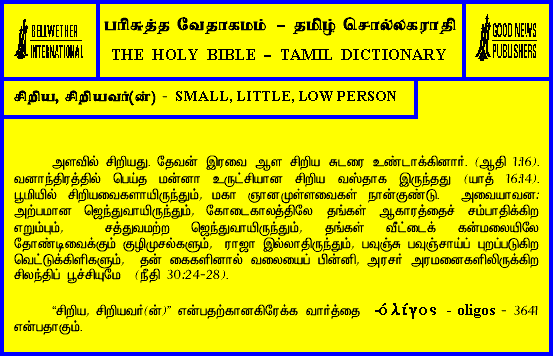 BELLWETHER
INTERNATIONAL
பரிசுத்த வேதாகமம் – தமிழ் சொல்லகராதி
THE HOLY BIBLE – TAMIL DICTIONARY
GOOD NEWS
PUBLISHERS
சிறிய, சிறியவர்(ன்) - SMALL, LITTLE, LOW PERSON
அளவில் சிறியது. தேவன் இரவை ஆள சிறிய சுடரை உண்டாக்கினார். (ஆதி 1:16).
வனாந்திரத்தில் பெய்த மன்னா உருட்சியான சிறிய வஸ்தாக இருந்தது (யாத் 16:14).
பூமியில் சிறியவைகளாயிருந்தும், மகா ஞானமுள்ளவைகள் நான்குண்டு. அவையாவன:
அற்பமான ஜெந்துவாயிருந்தும், கோடைகாலத்திலே தங்கள் ஆகாரத்தைச் சம்பாதிக்கிற
எறும்பும், சத்துவமற்ற ஜெந்துவாயிருந்தும், தங்கள் வீட்டைக் கன்மலையிலே
தோண்டிவைக்கும் குழிமுசல்களும், ராஜா இல்லாதிருந்தும், பவுஞ்சு பவுஞ்சாய்ப் புறப்படுகிற
வெட்டுக்கிளிகளும், தன் கைகளினால் வலையைப் பின்னி, அரசர் அரமனைகளிலிருக்கிற
சிலந்திப் பூச்சியுமே (நீதி 30:24-28).
“சிறிய, சிறியவர்(ன்)” என்பதற்கானகிரேக்க வார்த்தை -ὀλίγος - oligos - 3641
என்பதாகும்.